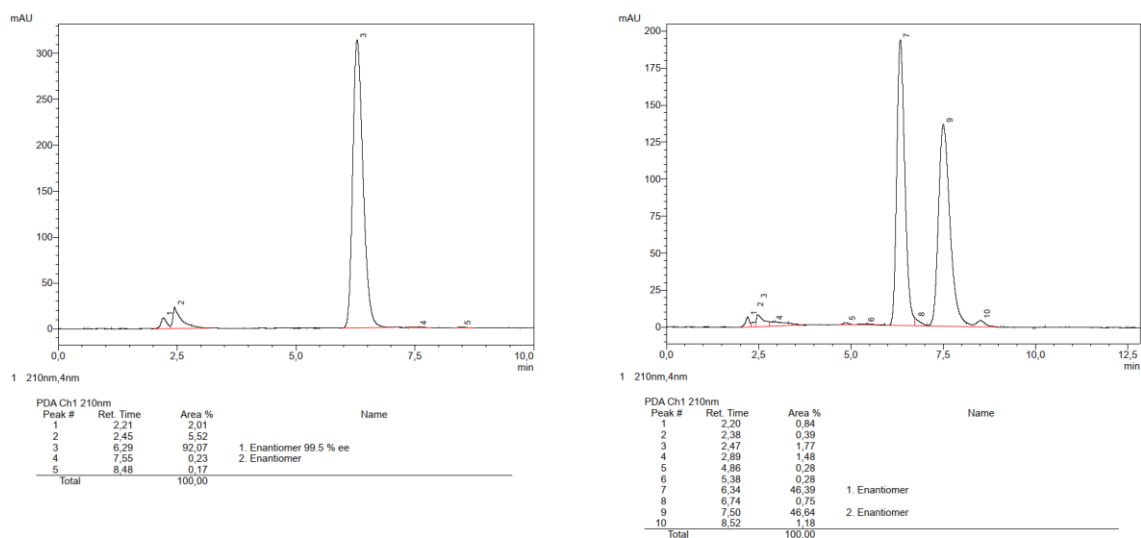 mAU
300
250
200
150
100
50
0
1
2
3
4
5
0,0
2,5
5,0
7,5
10,0
min
1 210nm,4nm
PDA Ch1 210nm
Peak # Ret. Time Area % Name
1 2,21 2,01
2 2,45 5,52
3 6,29 92,07 1. Enantiomer 99.5 % ee
4 7,55 0,23 2. Enantiomer
5 8,48 0,17
Total 100,00
mAU
200
175
150
125
100
75
50
25
0
1
2
3
4
5
6
7
8
9
10
0,0
2,5
5,0
7,5
10,0
12,5
min
1 210nm,4nm
PDA Ch1 210nm
Peak # Ret. Time Area % Name
1 2,20 0,84
2 2,38 0,39
3 2,47 1,77
4 2,89 1,48
5 4,86 0,28
6 5,38 0,28
7 6,34 46,39 1. Enantiomer
8 6,74 0,75
9 7,50 46,64 2. Enantiomer
10 8,52 1,18
Total 100,00